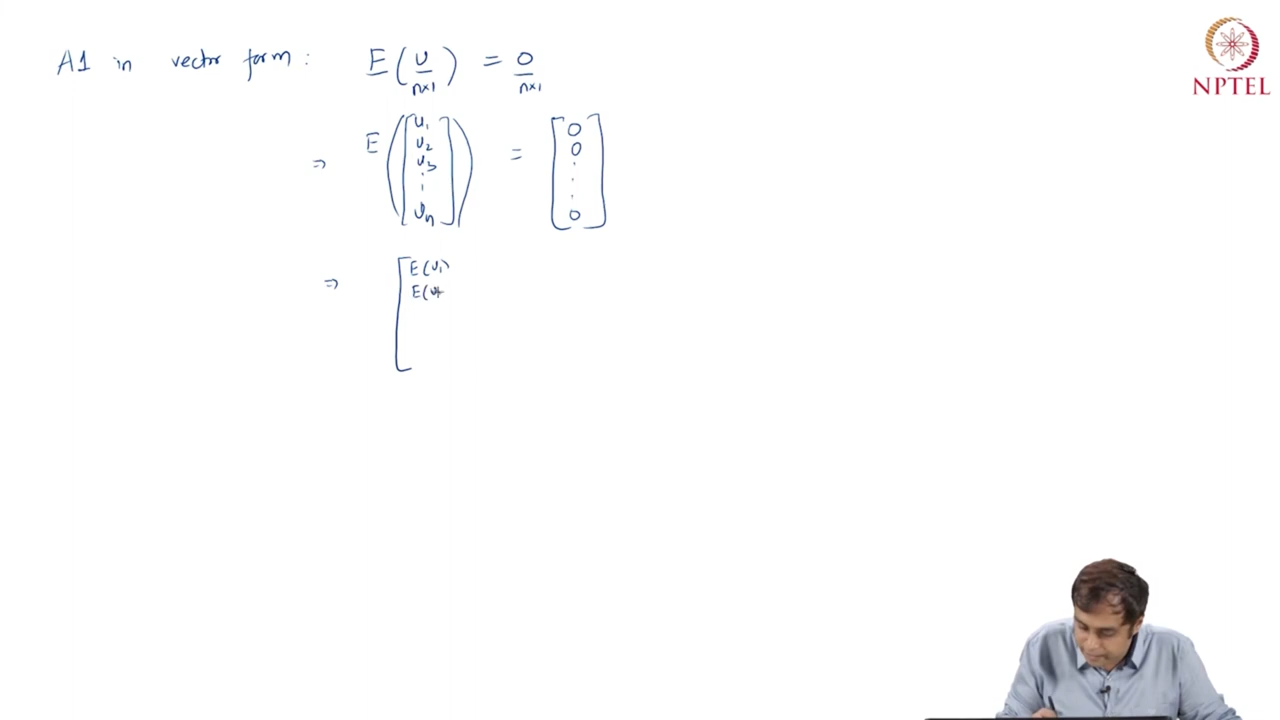 A1 in vector form : E(u) = 0
n×1 n×1
⇒ E([u1 u2 u3 . . un]) = [0 0 . . . 0]
⇒ [E(u1)
E(u
NPTEL